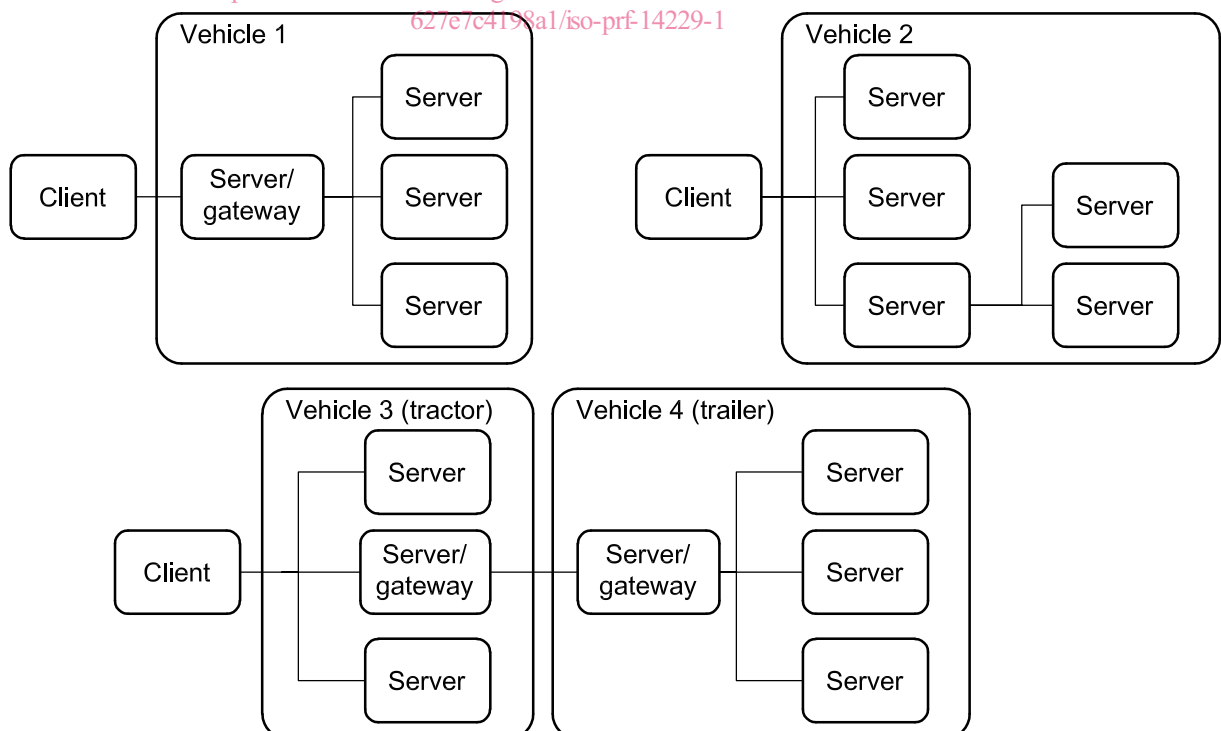 627e7c4198a1/iso-prf-14229-1
Vehicle 1
Server
Client
Server/
gateway
Server
Server
Vehicle 2
Server
Client
Server
Server
Server
Server
Vehicle 3 (tractor)
Server
Client
Server/
gateway
Server
Vehicle 4 (trailer)
Server
Server/
gateway
Server
Server